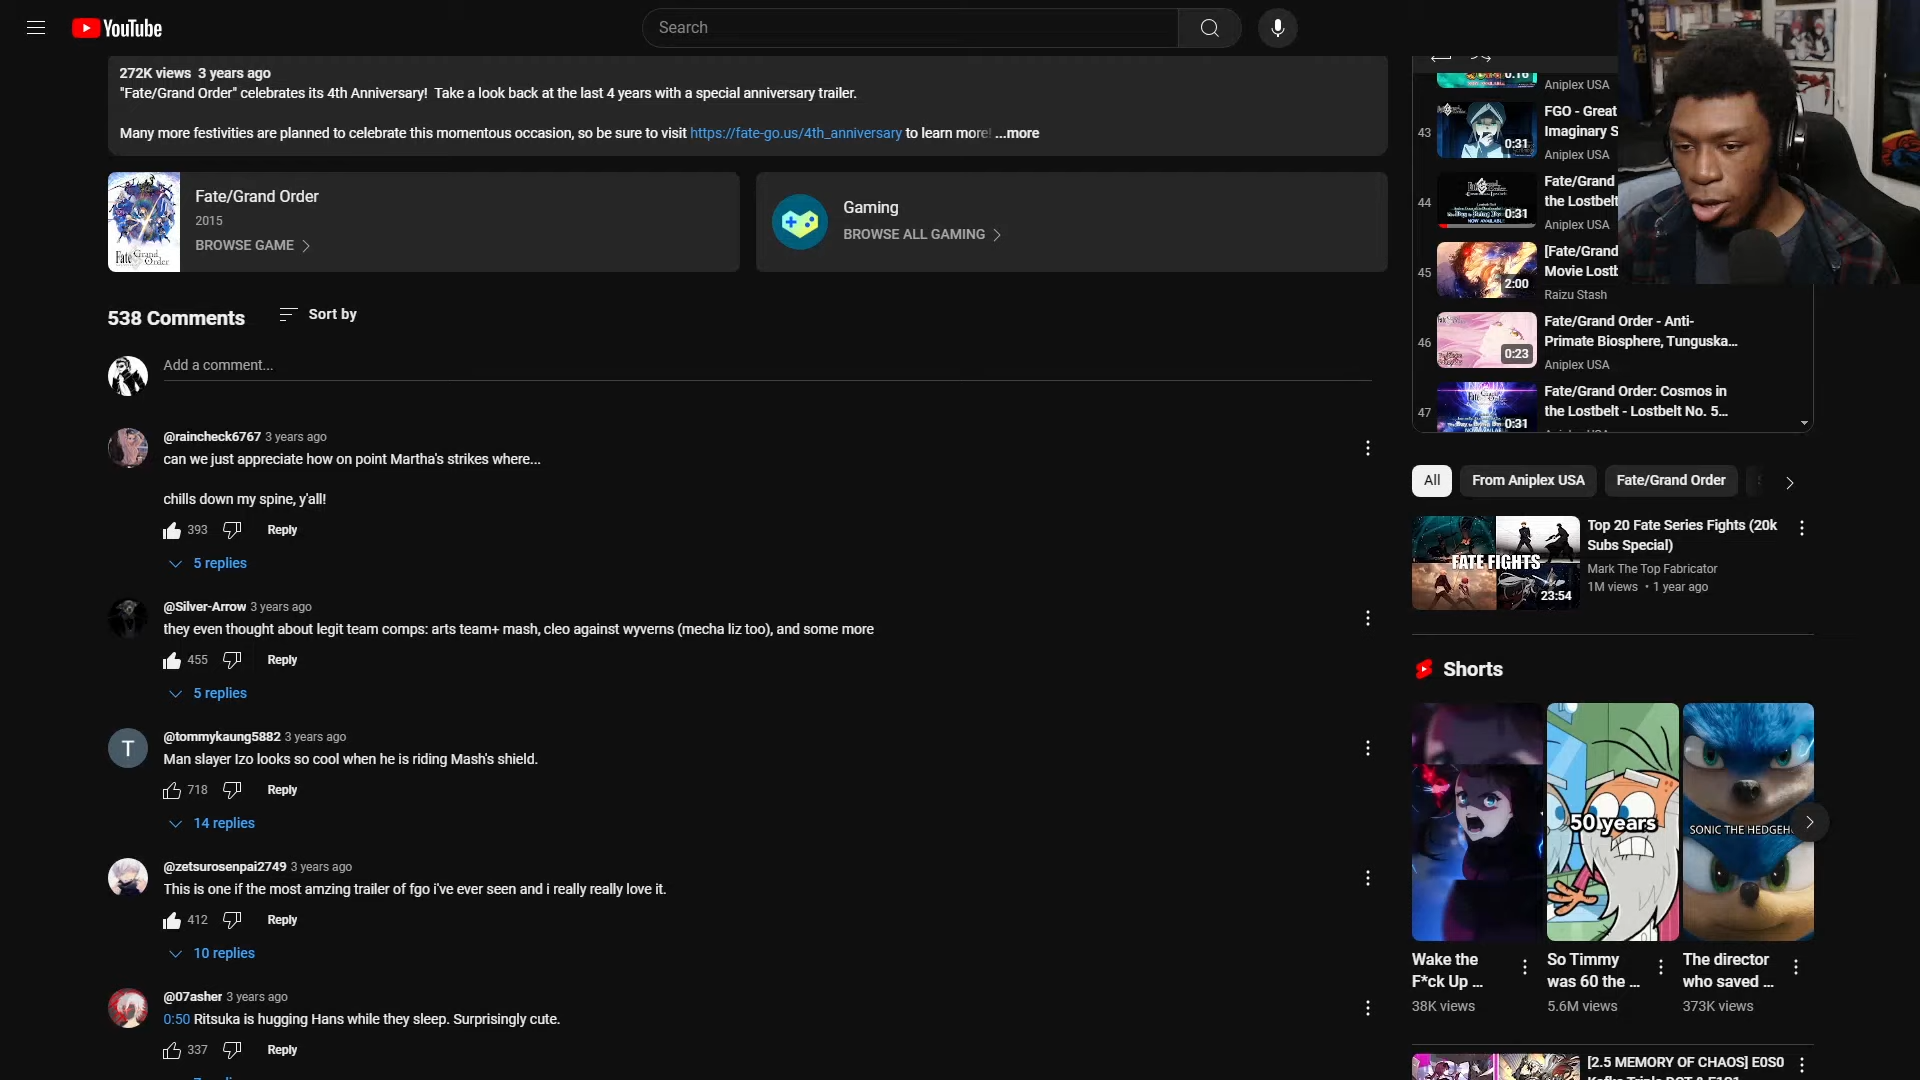 YouTube
Search
272K views 3 years ago
"Fate/Grand Order" celebrates its 4th Anniversary! Take a look back at the last 4 years with a special anniversary trailer.
Many more festivities are planned to celebrate this momentous occasion, so be sure to visit https://fate-go.us/4th_anniversary to learn more! ...more
Fate/Grand Order
2015
BROWSE GAME
Gaming
BROWSE ALL GAMING
538 Comments
Sort by
Add a comment...
@raincheck6767 3 years ago
can we just appreciate how on point Martha's strikes where...
chills down my spine, y'all!
393 Reply
5 replies
@Silver-Arrow 3 years ago
they even thought about legit team comps: arts team+ mash, cleo against wyverns (mecha liz too), and some more
455 Reply
5 replies
T
@tommykaung5882 3 years ago
Man slayer Izo looks so cool when he is riding Mash's shield.
718 Reply
14 replies
@zetsurosenpai2749 3 years ago
This is one if the most amzing trailer of fgo i've ever seen and i really really love it.
412 Reply
10 replies
@07asher 3 years ago
0:50 Ritsuka is hugging Hans while they sleep. Surprisingly cute.
337 Reply
0:16
Aniplex USA
43
0:31
FGO - Great
Imaginary S
Aniplex USA
44
0:31
Fate/Grand
the Lostbelt
Aniplex USA
45
2:00
[Fate/Grand
Movie Lostb
Raizu Stash
46
0:23
Fate/Grand Order - Anti-
Primate Biosphere, Tunguska...
Aniplex USA
47
0:31
Fate/Grand Order: Cosmos in
the Lostbelt - Lostbelt No. 5...
All
From Aniplex USA
Fate/Grand Order
FATE FIGHTS
23:54
Top 20 Fate Series Fights (20k
Subs Special)
Mark The Top Fabricator
1M views • 1 year ago
Shorts
50 years
SONIC THE HEDGEH
Wake the
F*ck Up ...
38K views
So Timmy
was 60 the ...
5.6M views
The director
who saved ...
373K views
[2.5 MEMORY OF CHAOS] E0S0